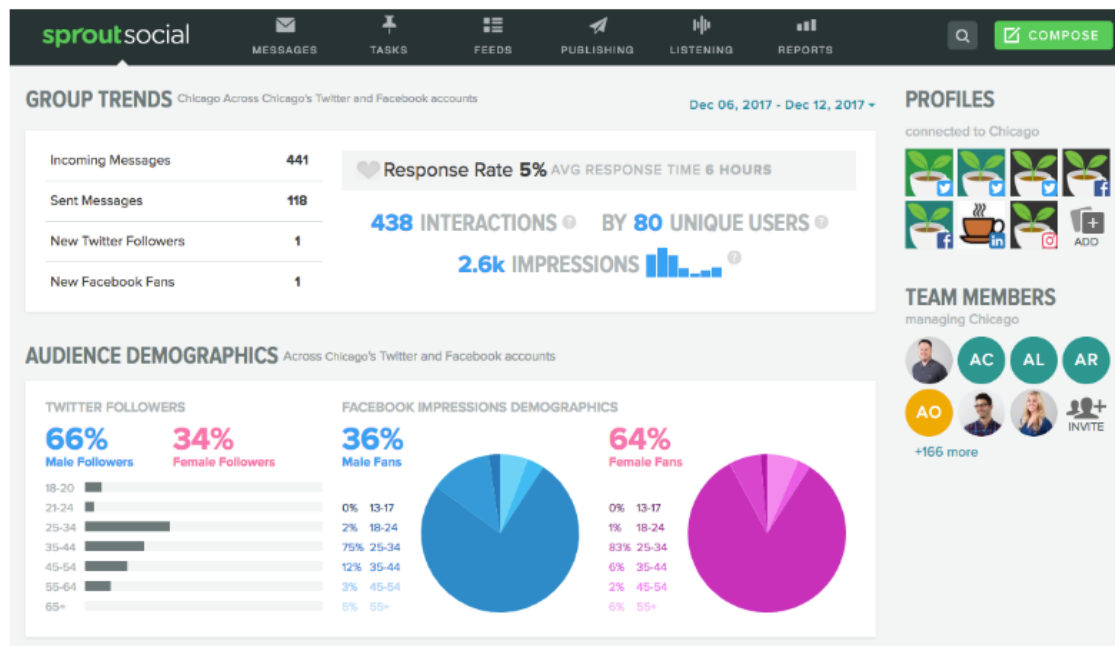 sproutsocial
MESSAGES
TASKS
FEEDS
PUBLISHING
LISTENING
REPORTS
COMPOSE
GROUP TRENDS Chicago Across Chicago's Twitter and Facebook accounts
Dec 06, 2017 - Dec 12, 2017
Incoming Messages 441
Sent Messages 118
New Twitter Followers 1
New Facebook Fans 1
Response Rate 5% AVG RESPONSE TIME 6 HOURS
438 INTERACTIONS ? BY 80 UNIQUE USERS ?
2.6k IMPRESSIONS ?
AUDIENCE DEMOGRAPHICS Across Chicago's Twitter and Facebook accounts
TWITTER FOLLOWERS
66% 34%
Male Followers Female Followers
18-20
21-24
25-34
35-44
45-54
55-64
65+
FACEBOOK IMPRESSIONS DEMOGRAPHICS
36%
Male Fans
0% 13-17
2% 18-24
75% 25-34
12% 35-44
3% 45-54
5% 55+
64%
Female Fans
0% 13-17
1% 18-24
83% 25-34
6% 35-44
2% 45-54
6% 55+
PROFILES
connected to Chicago
f
f
in
ADD
TEAM MEMBERS
managing Chicago
AC AL AR
AO
INVITE
+166 more